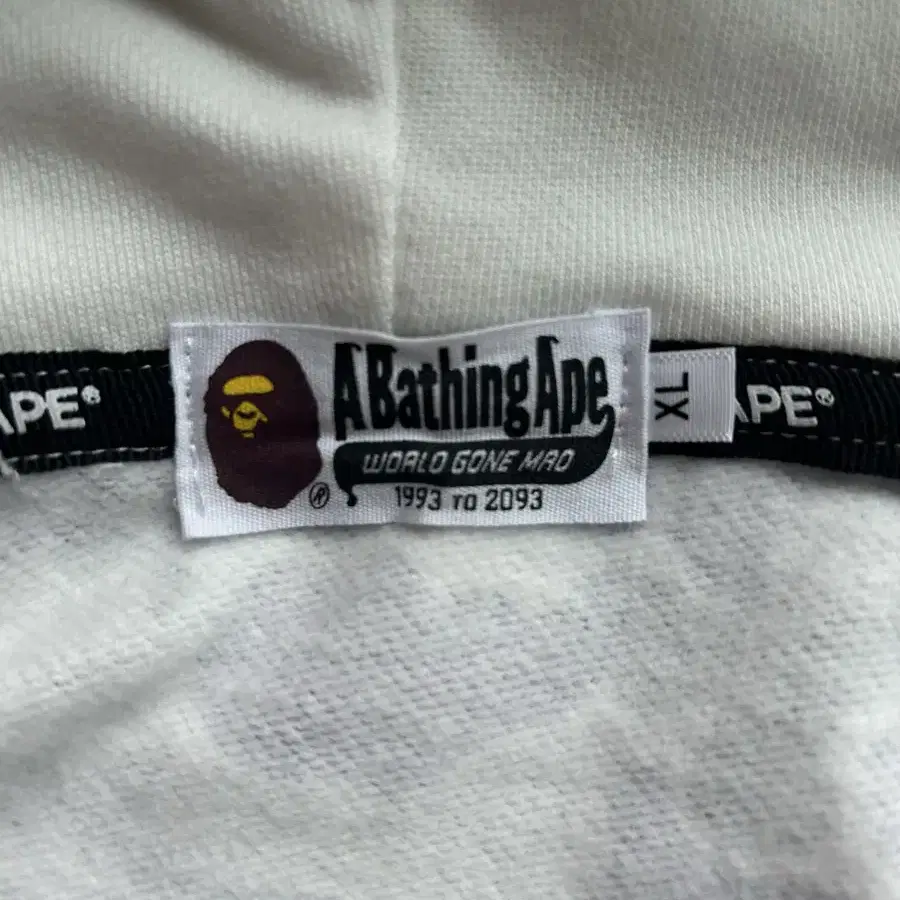 APE®
A Bathing Ape
WORLD GONE MAD
® 1993 TO 2093
XL
APE®